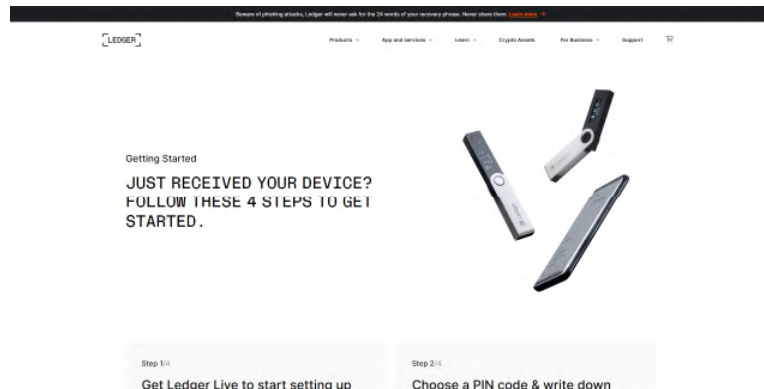 Beware of phishing attacks, Ledger will never ask for the 24 words of your recovery phrase. Never share them. Learn more →
LEDGER
Products
App and services
Learn
Crypto Assets
For Business
Support
Getting Started
JUST RECEIVED YOUR DEVICE?
FOLLOW THESE 4 STEPS TO GET
STARTED.
Step 1/4
Get Ledger Live to start setting up
Step 2/4
Choose a PIN code & write down